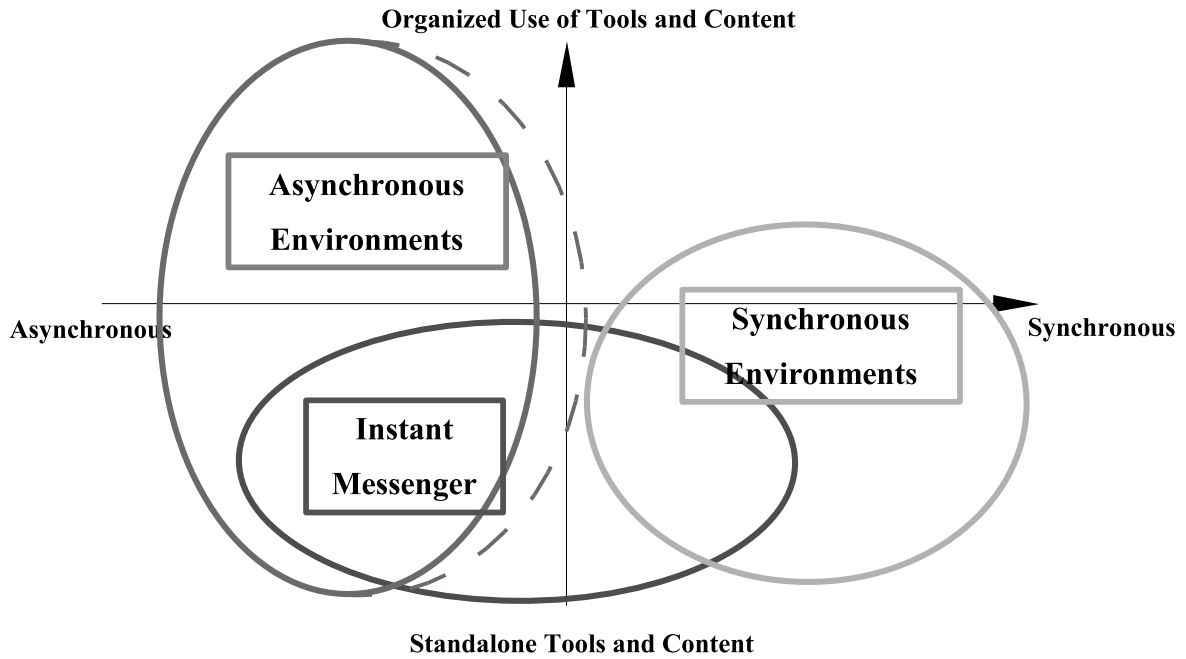 Organized Use of Tools and Content
Asynchronous
Environments
Asynchronous
Synchronous
Environments
Synchronous
Instant
Messenger
Standalone Tools and Content